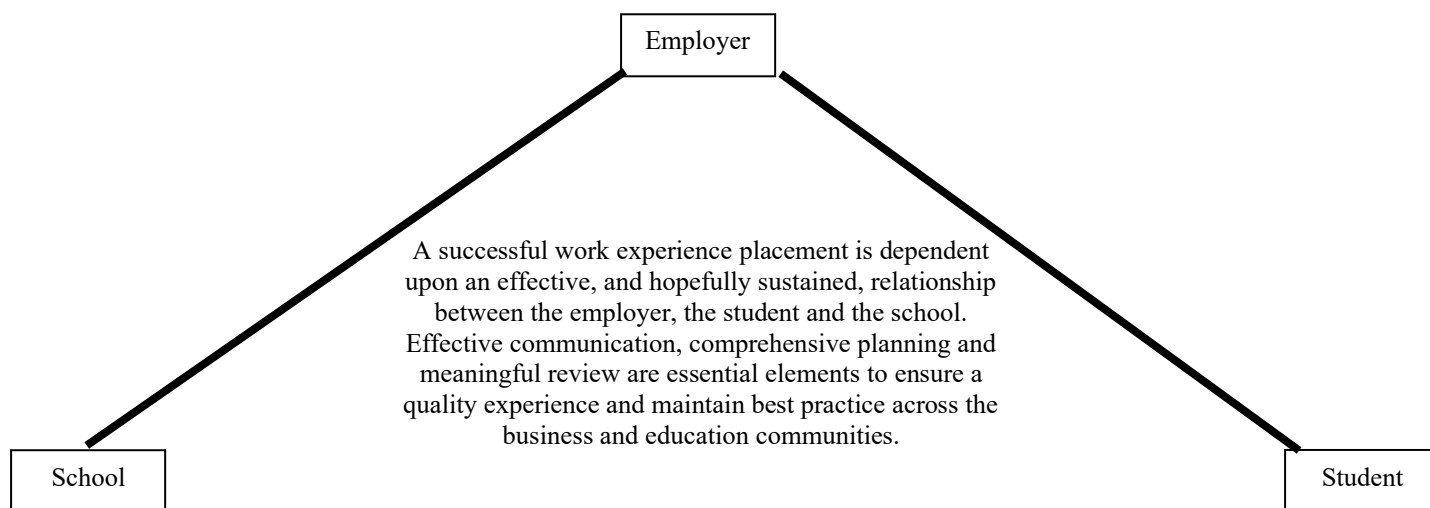 Employer
A successful work experience placement is dependent
upon an effective, and hopefully sustained, relationship
between the employer, the student and the school.
Effective communication, comprehensive planning and
meaningful review are essential elements to ensure a
quality experience and maintain best practice across the
business and education communities.
School
Student